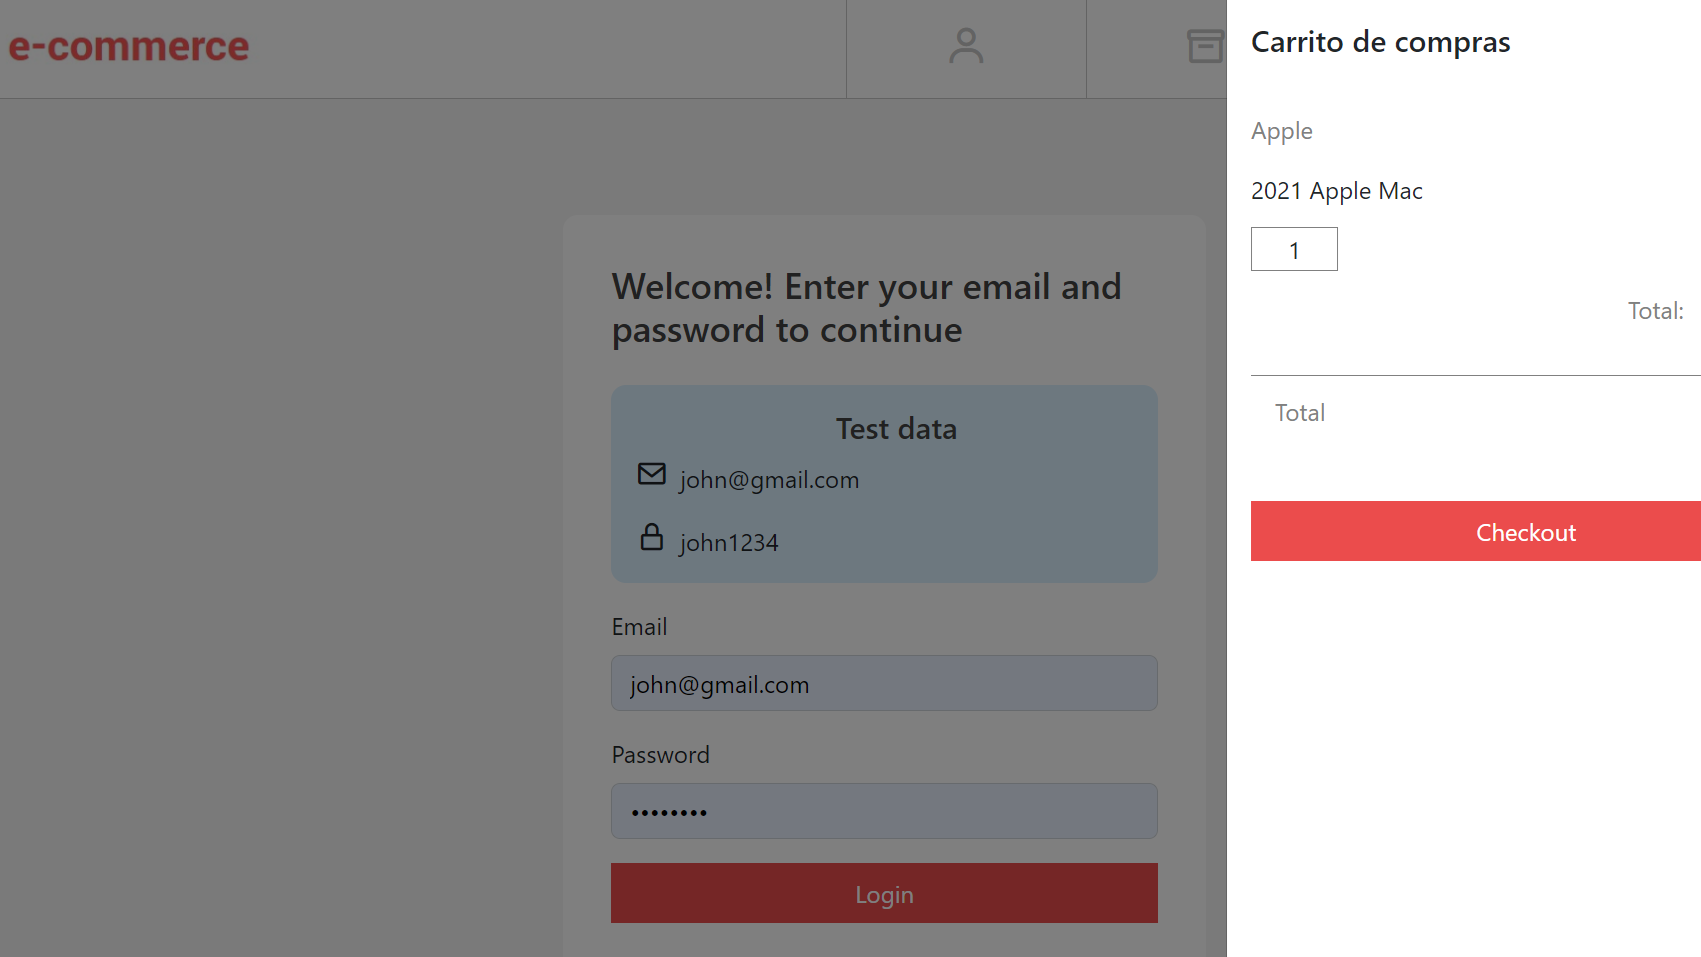 e-commerce
Welcome! Enter your email and
password to continue
Test data
john@gmail.com
john1234
Email
john@gmail.com
Password
••••••••
Login
Carrito de compras
Apple
2021 Apple Mac
1
Total:
Total
Checkout